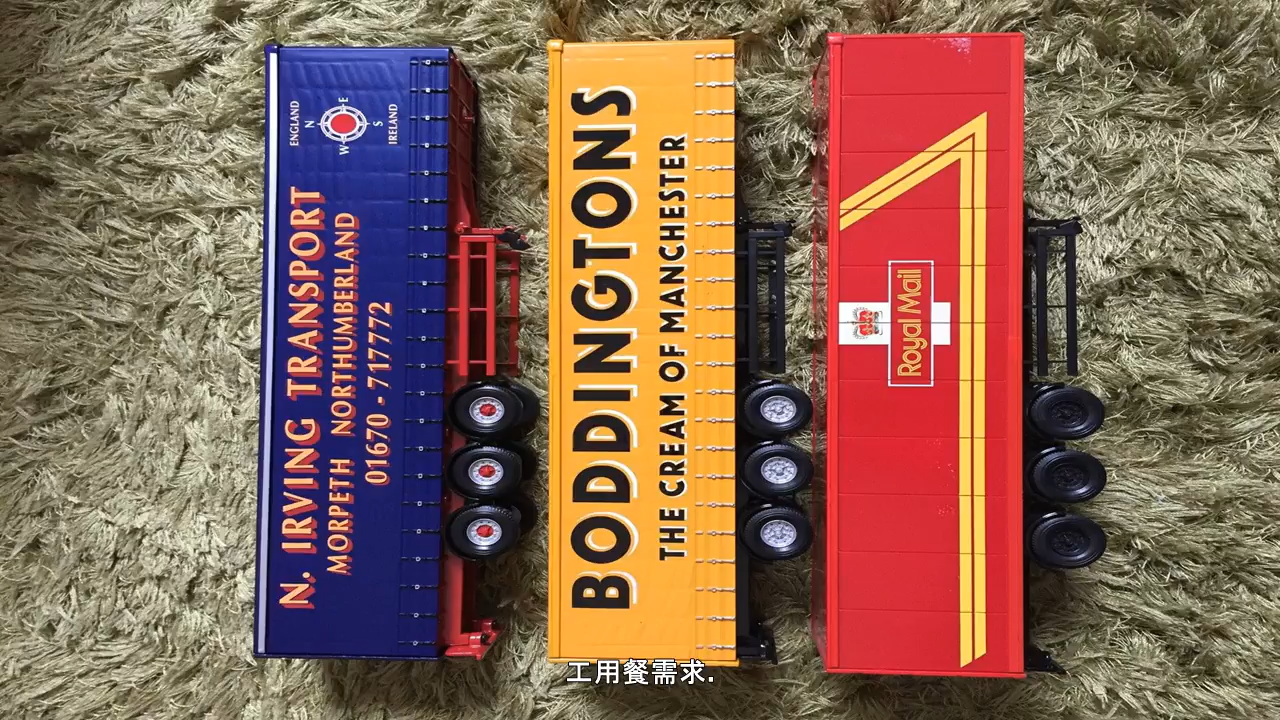 ENGLAND
N
E
W
S
IRELAND
N. IRVING TRANSPORT
MORPETH NORTHUMBERLAND
01670 - 717772
BODDINGTONS
THE CREAM OF MANCHESTER
Royal Mail
工用餐需求.